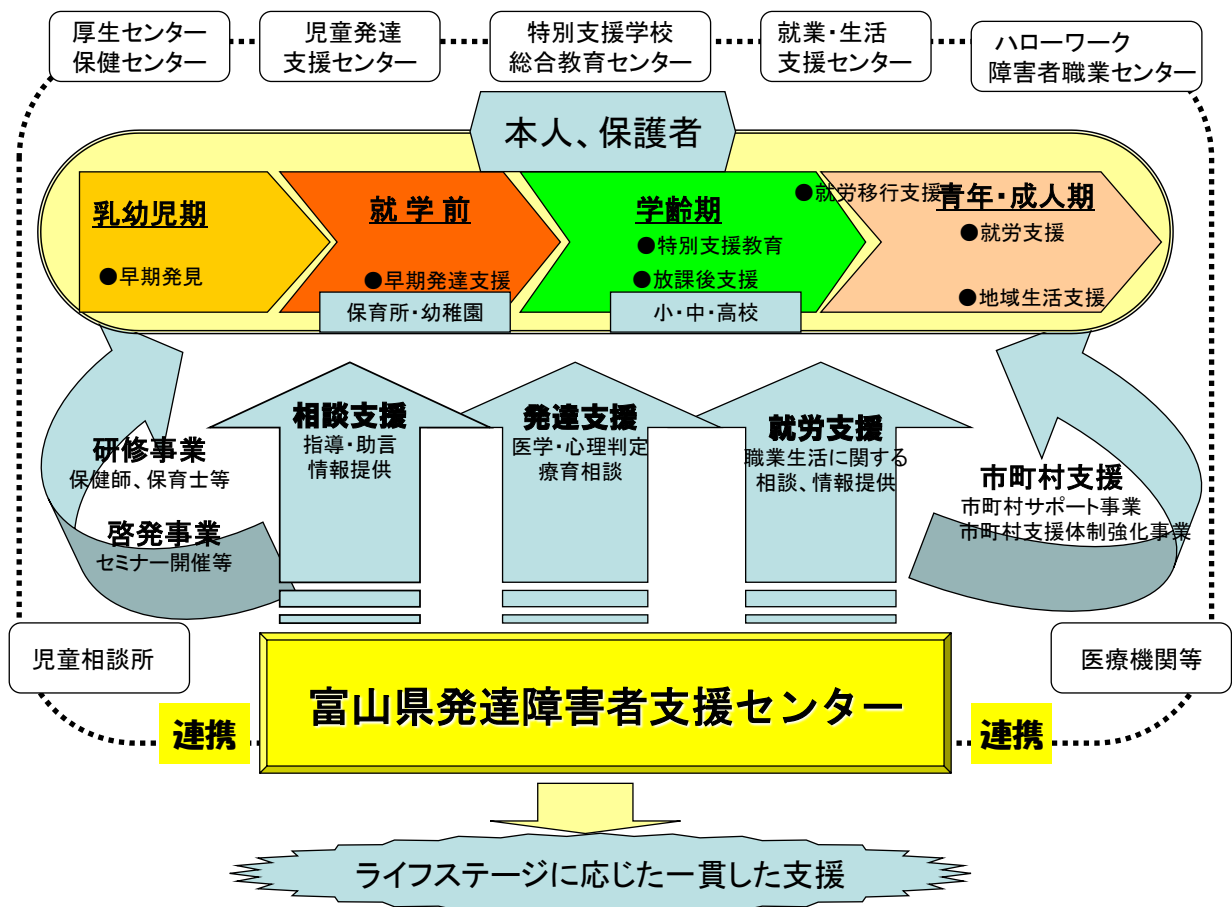 厚生センター
保健センター
児童発達
支援センター
特別支援学校
総合教育センター
就業・生活
支援センター
ハローワーク
障害者職業センター
本人、保護者
乳幼児期
●早期発見
就学前
●早期発達支援
保育所・幼稚園
学齢期
●特別支援教育
●放課後支援
小・中・高校
●就労移行支援
青年・成人期
●就労支援
●地域生活支援
研修事業
保健師、保育士等
啓発事業
セミナー開催等
相談支援
指導・助言
情報提供
発達支援
医学・心理判定
療育相談
就労支援
職業生活に関する
相談、情報提供
市町村支援
市町村サポート事業
市町村支援体制強化事業
児童相談所
医療機関等
連携
富山県発達障害者支援センター
連携
ライフステージに応じた一貫した支援